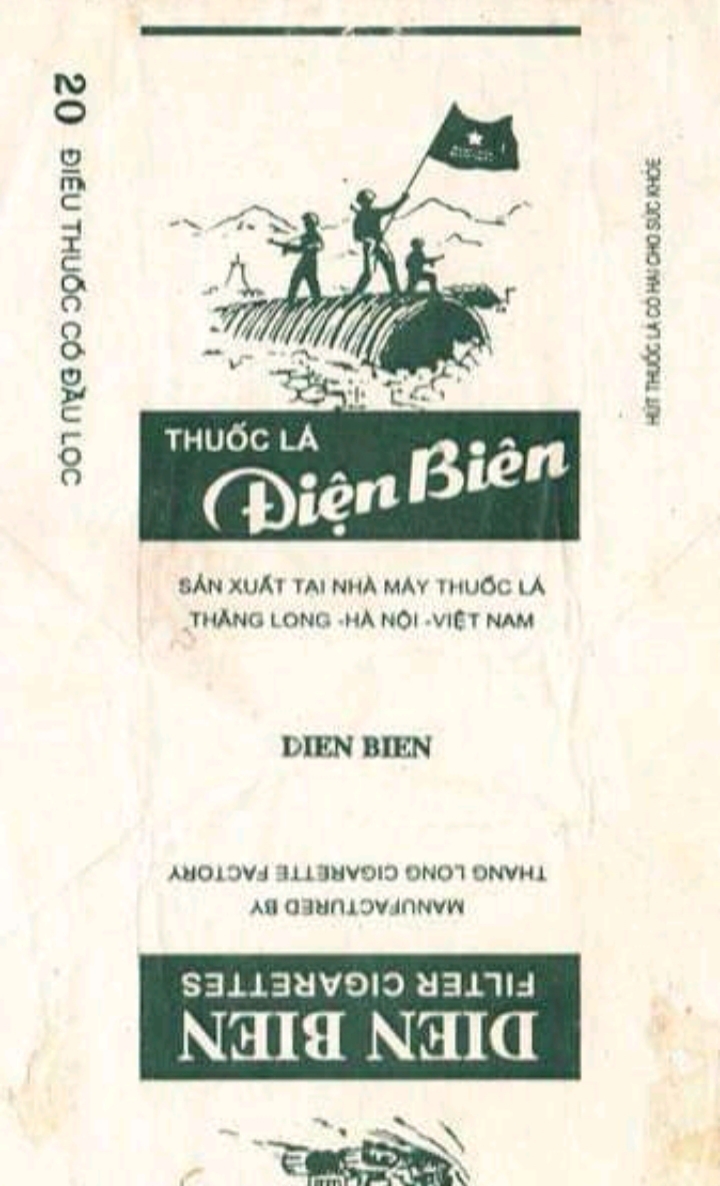 20 ĐIẾU THUỐC CÓ ĐẦU LỌC
HÚT THUỐC LÁ CÓ HẠI CHO SỨC KHỎE
THUỐC LÁ
Điện Biên
SẢN XUẤT TẠI NHÀ MÁY THUỐC LÁ
THĂNG LONG -HÀ NỘI -VIỆT NAM
DIEN BIEN
DIEN BIEN
FILTER CIGARETTES
MANUFACTURED BY
THANG LONG CIGARETTE FACTORY